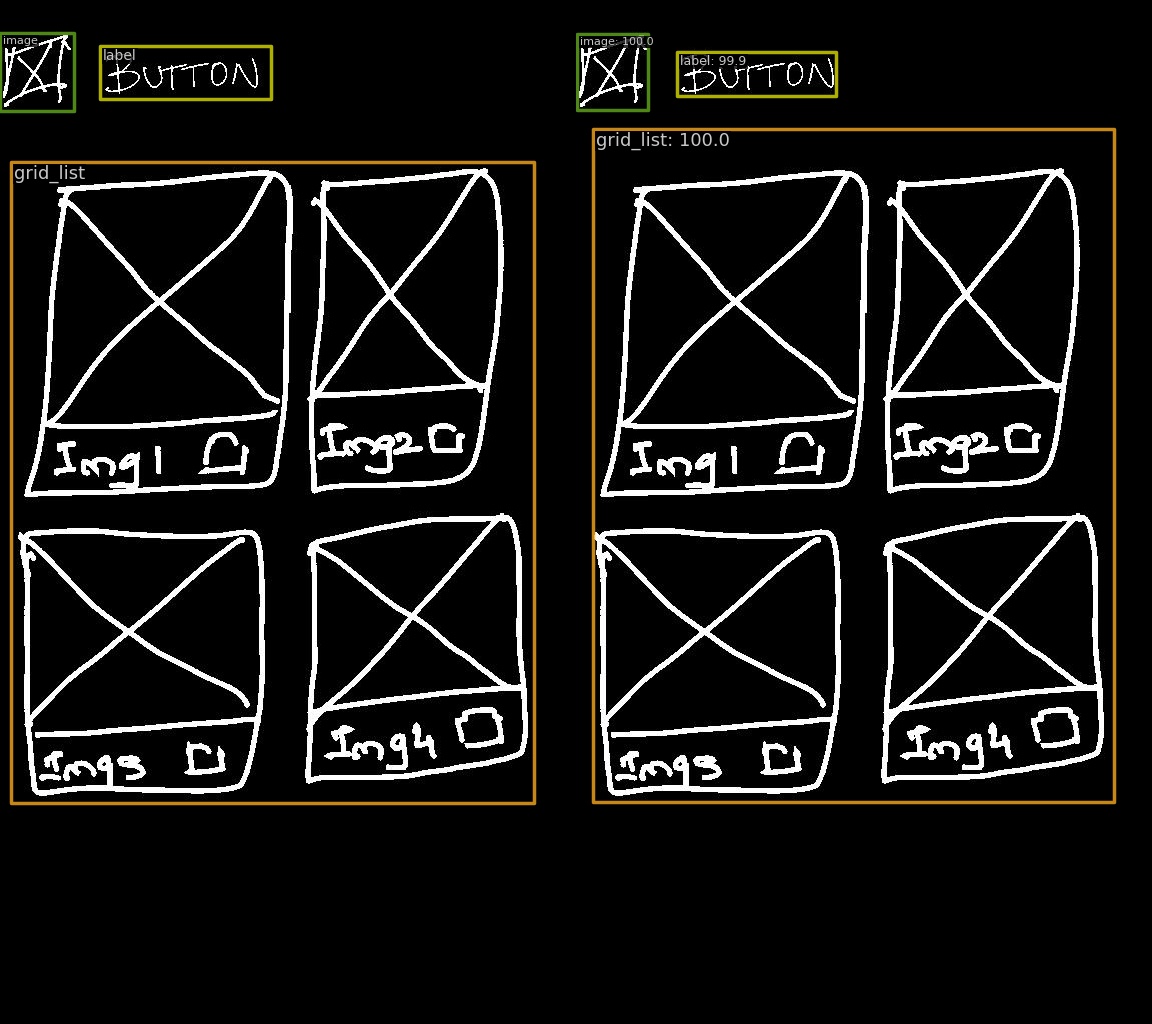 image
image: 100.0
label
label: 99.9
BUTTON
BUTTON
grid_list: 100.0
grid_list
Img1
Img2
Img1
Img2
Img3
Img4
Img3
Img4